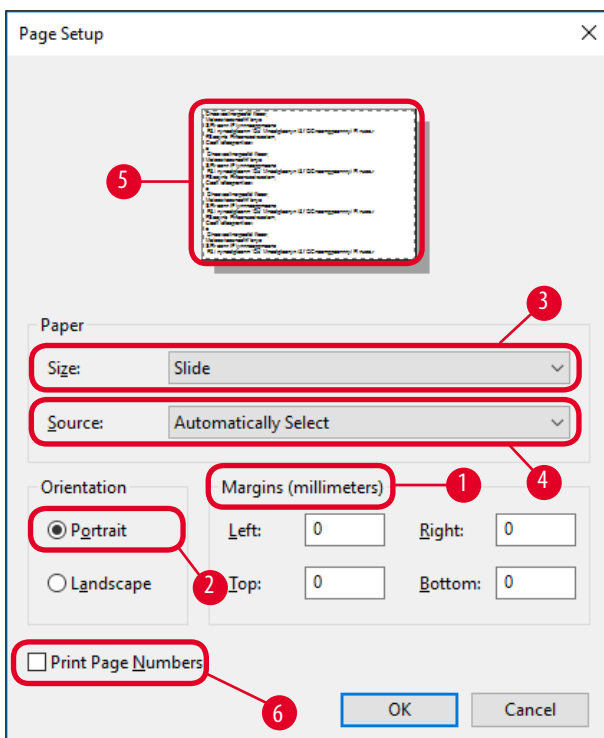 Page Setup
5
3
Paper
Size: Slide
Source: Automatically Select
4
Orientation
Margins (millimeters)
1
Portrait
Left: 0 Right: 0
Landscape
2
Top: 0 Bottom: 0
Print Page Numbers
6
OK Cancel